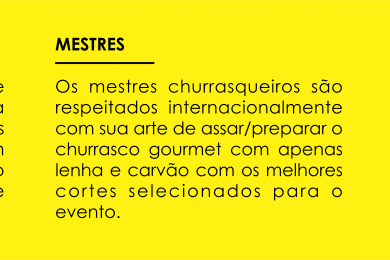 MESTRES
Os mestres churrasqueiros são
respeitados internacionalmente
com sua arte de assar/preparar o
churrasco gourmet com apenas
lenha e carvão com os melhores
cortes selecionados para o
evento.